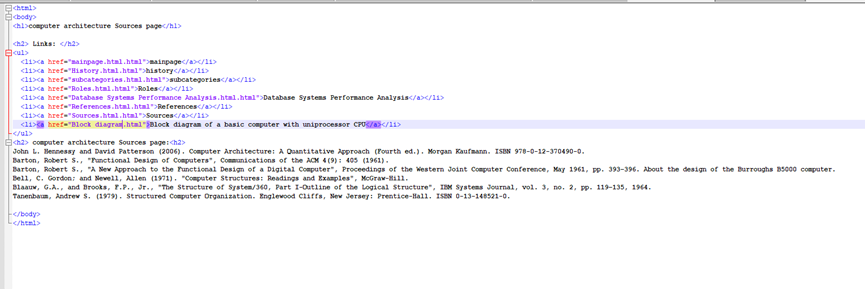 <html>
<body>
<h1>computer architecture Sources page</h1>
<h2> Links: </h2>
<ul>
<li><a href="mainpage.html.html">mainpage</a></li>
<li><a href="History.html.html">history</a></li>
<li><a href="subcategories.html.html">subcategories</a></li>
<li><a href="Roles.html.html">Roles</a></li>
<li><a href="Database Systems Performance Analysis.html.html">Database Systems Performance Analysis</a></li>
<li><a href="References.html.html">References</a></li>
<li><a href="Sources.html.html">Sources</a></li>
<li><a href="Block diagram.html">Block diagram of a basic computer with uniprocessor CPU</a></li>
</ul>
<h2> computer architecture Sources page:<h2>
John L. Hennessy and David Patterson (2006). Computer Architecture: A Quantitative Approach (Fourth ed.). Morgan Kaufmann. ISBN 978-0-12-370490-0.
Barton, Robert S., "Functional Design of Computers", Communications of the ACM 4(9): 405 (1961).
Barton, Robert S., "A New Approach to the Functional Design of a Digital Computer", Proceedings of the Western Joint Computer Conference, May 1961, pp. 393-396. About the design of the Burroughs B5000 computer.
Bell, C. Gordon; and Newell, Allen (1971). "Computer Structures: Readings and Examples", McGraw-Hill.
Blaauw, G.A., and Brooks, F.P., Jr., "The Structure of System/360, Part I-Outline of the Logical Structure", IBM Systems Journal, vol. 3, no. 2, pp. 119-135, 1964.
Tanenbaum, Andrew S. (1979). Structured Computer Organization. Englewood Cliffs, New Jersey: Prentice-Hall. ISBN 0-13-148521-0.
</body>
</html>